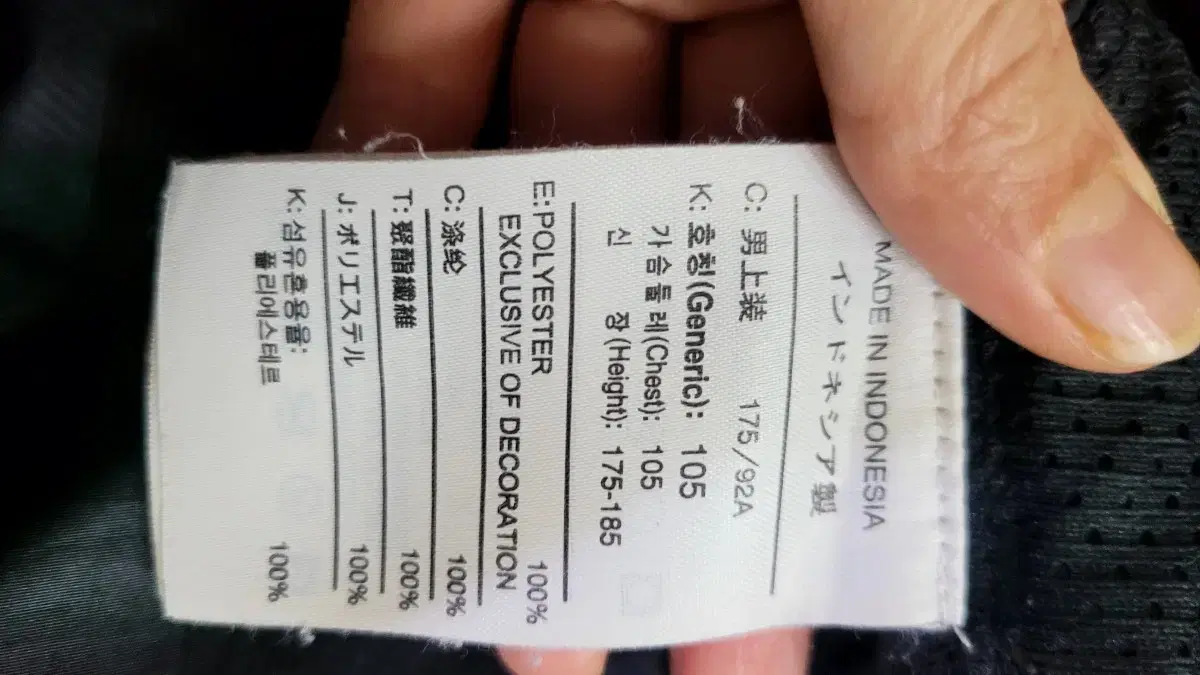 MADE IN INDONESIA
インドネシア製
C: 男上装 175/92A
K: 호칭(Generic): 105
가슴둘레(Chest): 105
신 장(Height): 175-185
E: POLYESTER 100%
EXCLUSIVE OF DECORATION
C: 涤纶 100%
T: 聚酯纖維 100%
J: ポリエステル 100%
K: 섬유혼용율:
폴리에스테르 100%